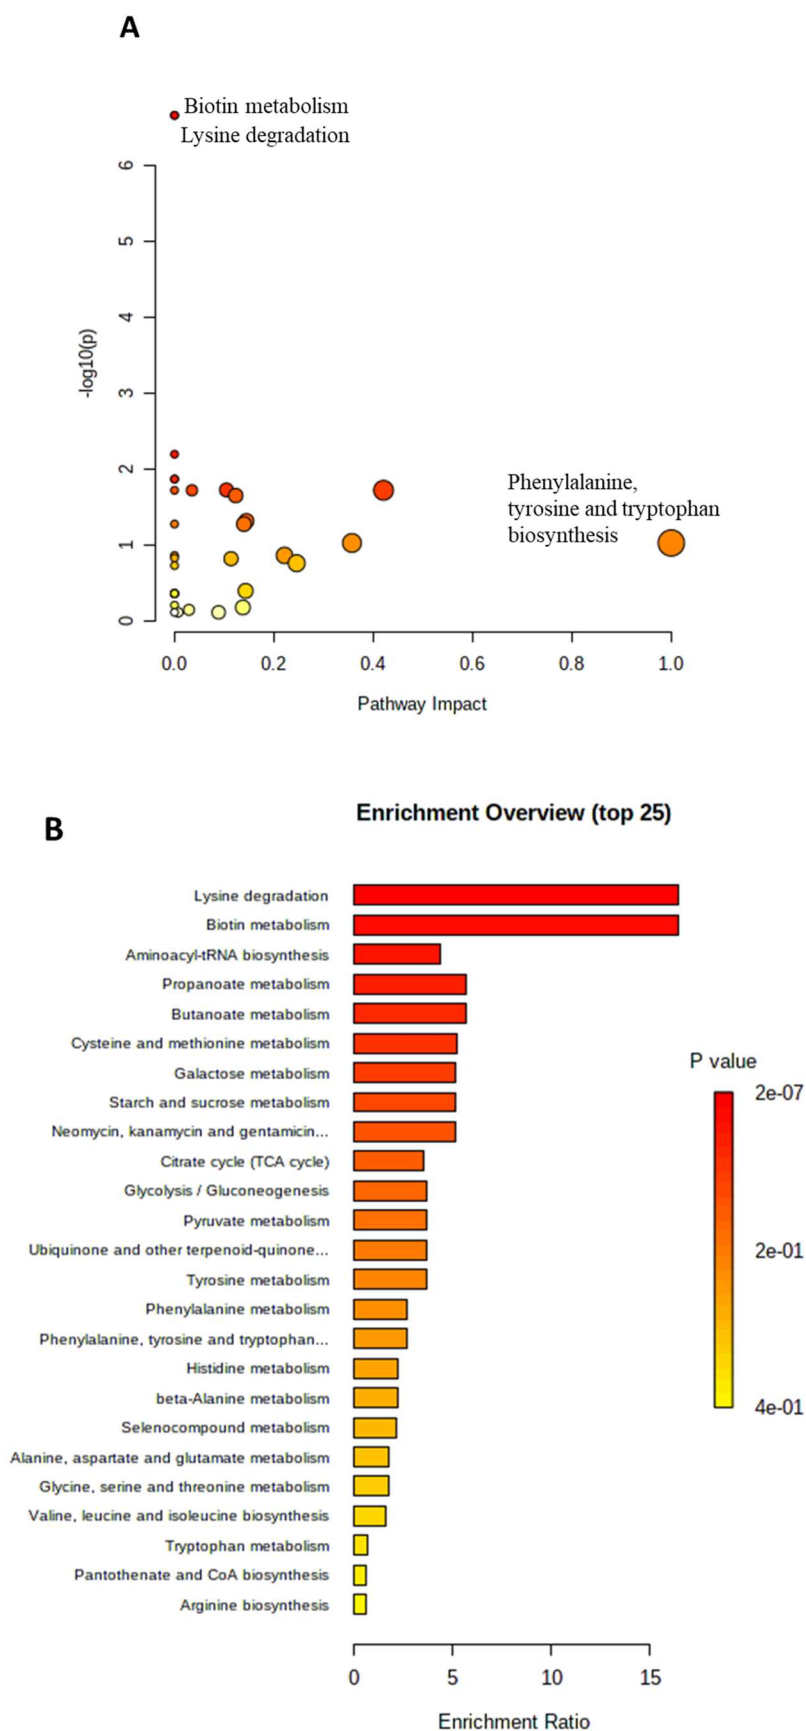 A
Biotin metabolism
Lysine degradation
6
5
4
3
2
1
0
-log10(p)
Phenylalanine,
tyrosine and tryptophan
biosynthesis
0.0 0.2 0.4 0.6 0.8 1.0
Pathway Impact
B
Enrichment Overview (top 25)
Lysine degradation
Biotin metabolism
Aminoacyl-tRNA biosynthesis
Propanoate metabolism
Butanoate metabolism
Cysteine and methionine metabolism
Galactose metabolism
Starch and sucrose metabolism
Neomycin, kanamycin and gentamicin...
Citrate cycle (TCA cycle)
Glycolysis / Gluconeogenesis
Pyruvate metabolism
Ubiquinone and other terpenoid-quinone...
Tyrosine metabolism
Phenylalanine metabolism
Phenylalanine, tyrosine and tryptophan...
Histidine metabolism
beta-Alanine metabolism
Selenocompound metabolism
Alanine, aspartate and glutamate metabolism
Glycine, serine and threonine metabolism
Valine, leucine and isoleucine biosynthesis
Tryptophan metabolism
Pantothenate and CoA biosynthesis
Arginine biosynthesis
P value
2e-07
2e-01
4e-01
0 5 10 15
Enrichment Ratio